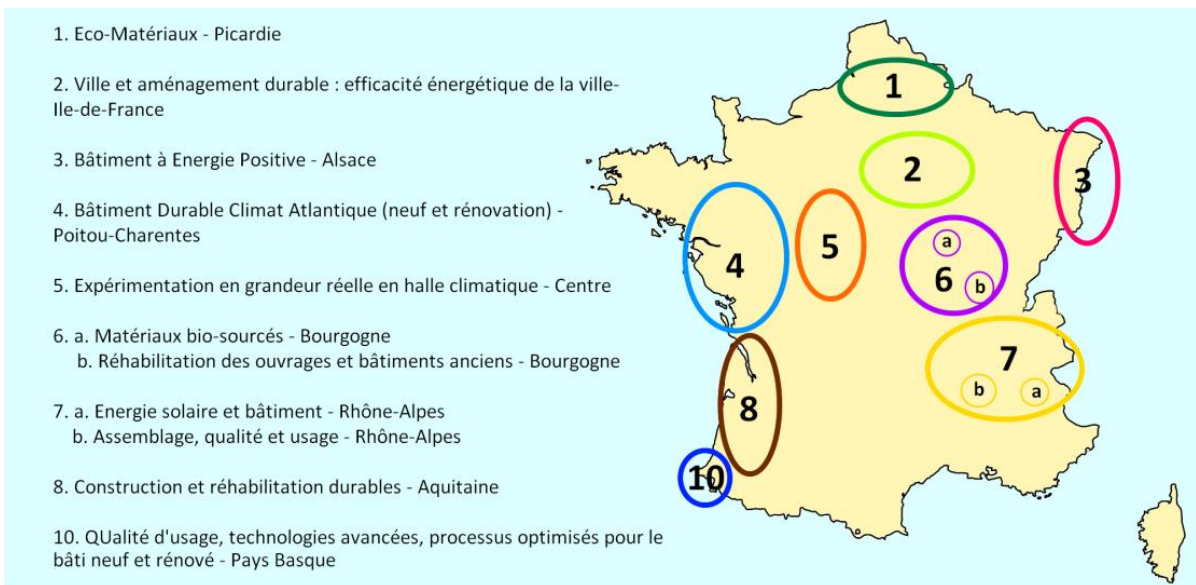 1. Eco-Matériaux - Picardie
2. Ville et aménagement durable : efficacité énergétique de la ville-
Ile-de-France
3. Bâtiment à Energie Positive - Alsace
4. Bâtiment Durable Climat Atlantique (neuf et rénovation) -
Poitou-Charentes
5. Expérimentation en grandeur réelle en halle climatique - Centre
6. a. Matériaux bio-sourcés - Bourgogne
b. Réhabilitation des ouvrages et bâtiments anciens - Bourgogne
7. a. Energie solaire et bâtiment - Rhône-Alpes
b. Assemblage, qualité et usage - Rhône-Alpes
8. Construction et réhabilitation durables - Aquitaine
10. QUalité d'usage, technologies avancées, processus optimisés pour le
bâti neuf et rénové - Pays Basque
1
2
3
4
5
a
6
b
7
b
a
8
10